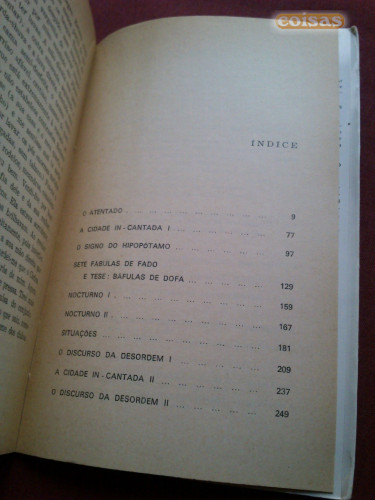 coisas
INDICE
O ATENTADO ... ... ... ... ... ... ... 9
A CIDADE IN-CANTADA I ... ... ... ... ... 77
O SIGNO DO HIPOPÓTAMO ... ... ... ... ... 97
SETE FABULAS DE FADO
E TESE: BAFULAS DE DOFA ... ... ... ... 129
NOCTURNO I ... ... ... ... ... ... ... 159
NOCTURNO II ... ... ... ... ... ... ... 167
SITUAÇÕES ... ... ... ... ... ... ... 181
O DISCURSO DA DESORDEM I ... ... ... ... 209
A CIDADE IN-CANTADA II ... ... ... ... ... 237
O DISCURSO DA DESORDEM II ... ... ... ... 249